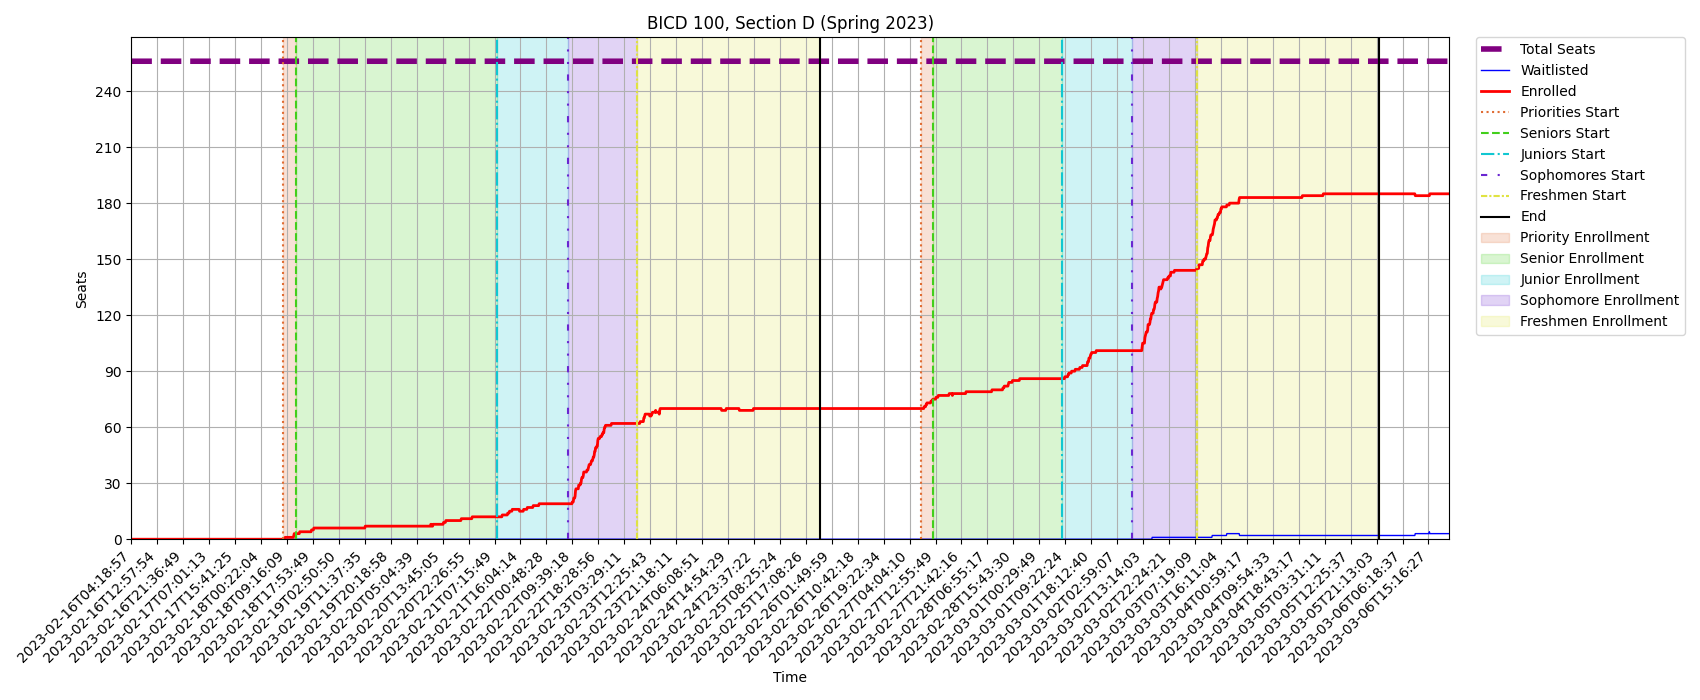 BICD 100, Section D (Spring 2023)
Seats
240
210
180
150
120
90
60
30
0
2023-02-16T04:18:57
2023-02-16T12:57:54
2023-02-16T21:36:49
2023-02-17T07:01:13
2023-02-17T15:41:25
2023-02-18T00:22:04
2023-02-18T09:16:09
2023-02-18T17:53:49
2023-02-19T02:50:50
2023-02-19T11:37:35
2023-02-19T20:18:58
2023-02-20T05:04:39
2023-02-20T13:45:05
2023-02-20T22:26:55
2023-02-21T07:15:49
2023-02-21T16:04:14
2023-02-22T00:48:28
2023-02-22T09:39:18
2023-02-22T18:28:56
2023-02-23T03:29:11
2023-02-23T12:25:43
2023-02-23T21:18:11
2023-02-24T06:08:51
2023-02-24T14:54:29
2023-02-24T23:37:22
2023-02-25T08:25:24
2023-02-25T17:08:26
2023-02-26T01:49:59
2023-02-26T10:42:18
2023-02-26T19:22:34
2023-02-27T04:04:10
2023-02-27T12:55:49
2023-02-27T21:42:16
2023-02-28T06:55:17
2023-02-28T15:43:30
2023-03-01T00:29:49
2023-03-01T09:22:24
2023-03-01T18:12:40
2023-03-02T02:59:07
2023-03-02T13:14:03
2023-03-02T22:24:21
2023-03-03T07:19:09
2023-03-03T16:11:04
2023-03-04T00:59:17
2023-03-04T09:54:33
2023-03-04T18:43:17
2023-03-05T03:31:11
2023-03-05T12:25:37
2023-03-05T21:13:03
2023-03-06T06:18:37
2023-03-06T15:16:27
Time
Total Seats
Waitlisted
Enrolled
Priorities Start
Seniors Start
Juniors Start
Sophomores Start
Freshmen Start
End
Priority Enrollment
Senior Enrollment
Junior Enrollment
Sophomore Enrollment
Freshmen Enrollment